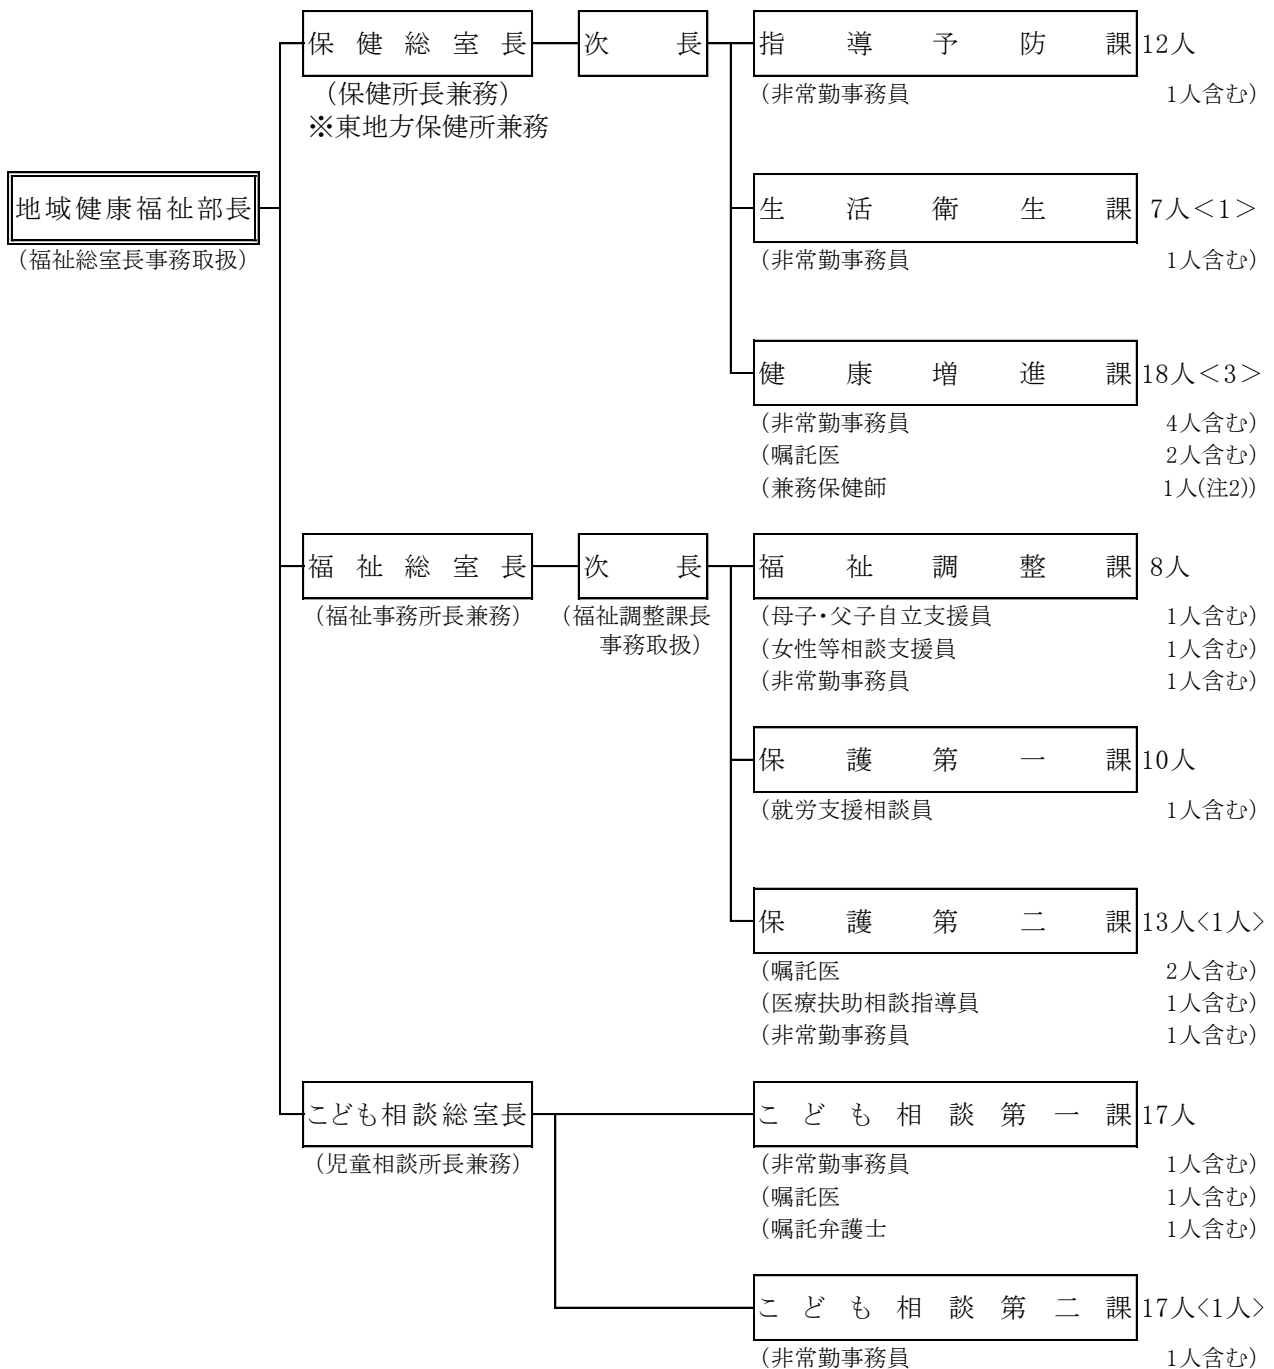 保健総室長 次長 指導予防課 12人
（保健所長兼務） （非常勤事務員 1人含む）
※東地方保健所兼務
地域健康福祉部長 生活衛生課 7人＜1＞
（福祉総室長事務取扱） （非常勤事務員 1人含む）
健康増進課 18人＜3＞
（非常勤事務員 4人含む）
（嘱託医 2人含む）
（兼務保健師 1人(注2)）
福祉総室長 次長 福祉調整課 8人
（福祉事務所長兼務） （福祉調整課長 （母子・父子自立支援員 1人含む）
事務取扱） （女性等相談支援員 1人含む）
（非常勤事務員 1人含む）
保護第一課 10人
（就労支援相談員 1人含む）
保護第二課 13人<1人>
（嘱託医 2人含む）
（医療扶助相談指導員 1人含む）
（非常勤事務員 1人含む）
こども相談総室長 こども相談第一課 17人
（児童相談所長兼務） （非常勤事務員 1人含む）
（嘱託医 1人含む）
（嘱託弁護士 1人含む）
こども相談第二課 17人<1人>
（非常勤事務員 1人含む）